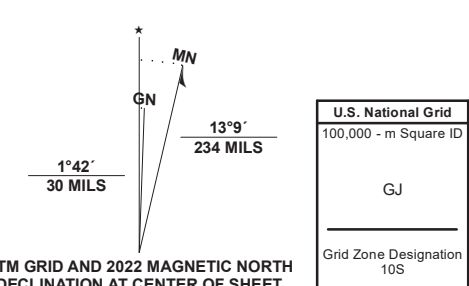 ★
MN
GN
13°9´
234 MILS
1°42´
30 MILS
TM GRID AND 2022 MAGNETIC NORTH
DECLINATION AT CENTER OF SHEET
U.S. National Grid
100,000 - m Square ID
GJ
Grid Zone Designation
10S